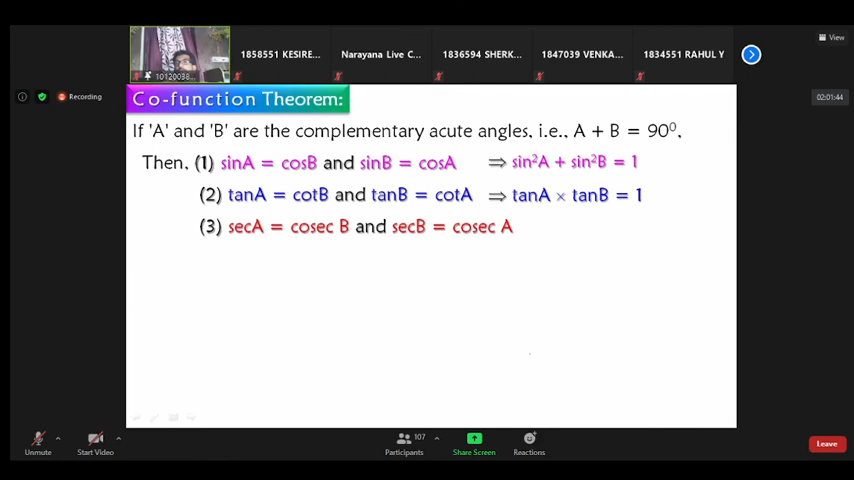 View
1858551 KESIRE... Narayana Live C... 1836594 SHERK... 1847039 VENKA... 1834551 RAHUL Y
10120038...
Recording
02:01:44
Co-function Theorem:
If 'A' and 'B' are the complementary acute angles, i.e., A + B = 90⁰,
Then, (1) sinA = cosB and sinB = cosA ⇒ sin²A + sin²B = 1
(2) tanA = cotB and tanB = cotA ⇒ tanA × tanB = 1
(3) secA = cosec B and secB = cosec A
107
Unmute Start Video Participants Share Screen Reactions Leave